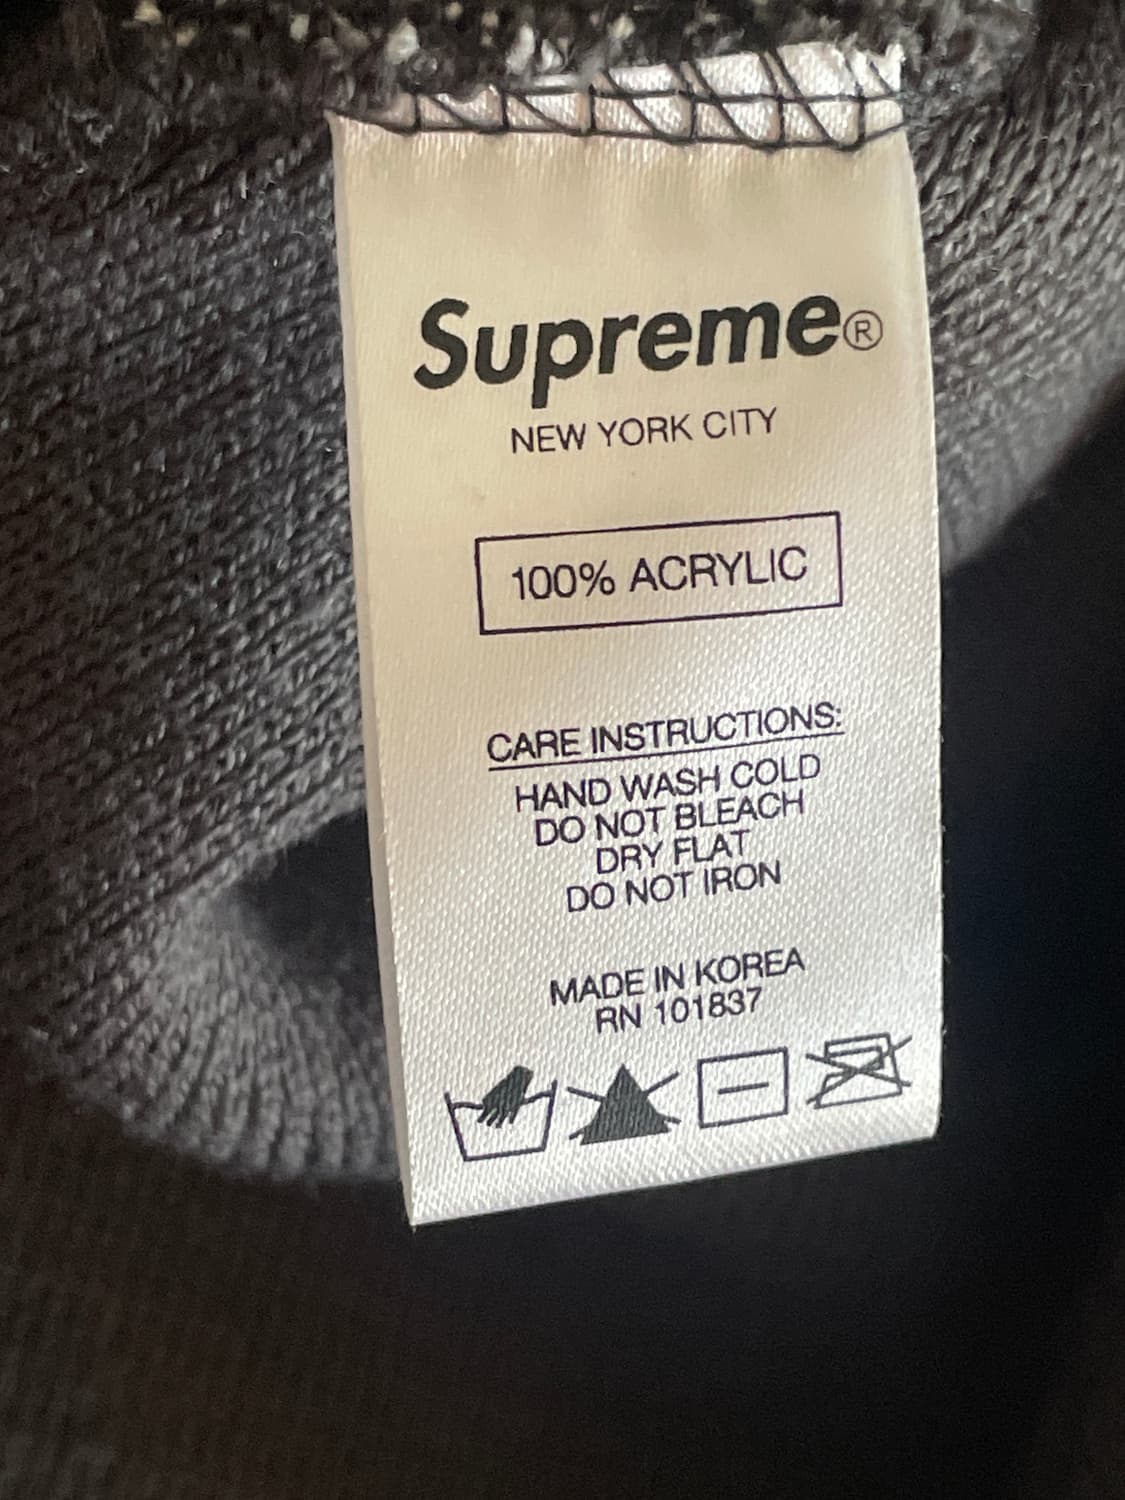 Supreme®
NEW YORK CITY
100% ACRYLIC
CARE INSTRUCTIONS:
HAND WASH COLD
DO NOT BLEACH
DRY FLAT
DO NOT IRON
MADE IN KOREA
RN 101837